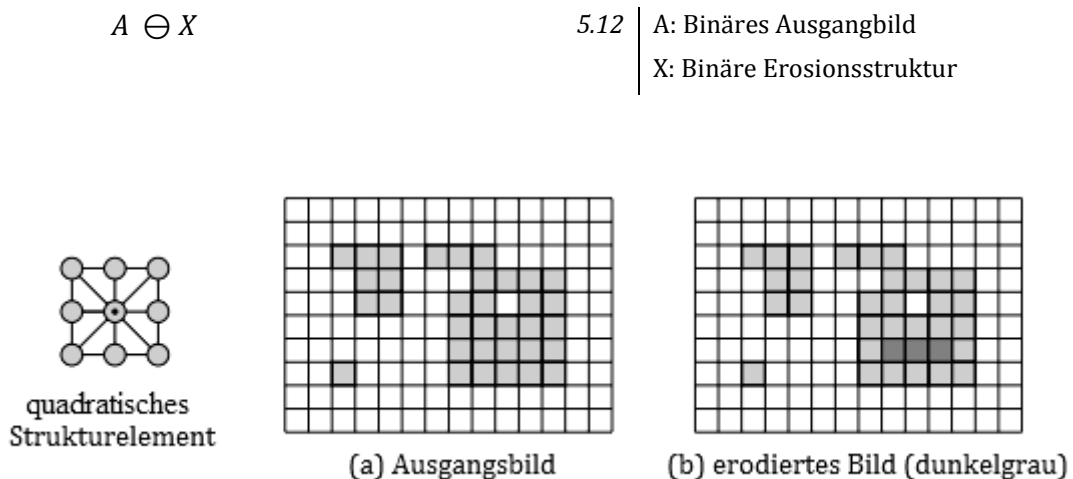 A ⊖ X 5.12 A: Binäres Ausgangbild
X: Binäre Erosionsstruktur
quadratisches
Strukturelement
(a) Ausgangsbild
(b) erodiertes Bild (dunkelgrau)